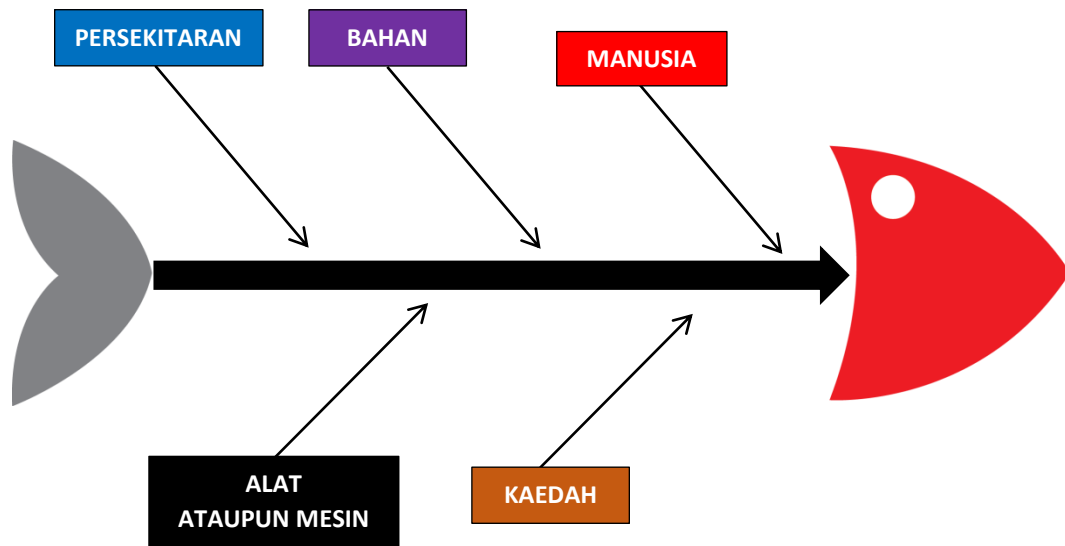 PERSEKITARAN
BAHAN
MANUSIA
ALAT
ATAUPUN MESIN
KAEDAH